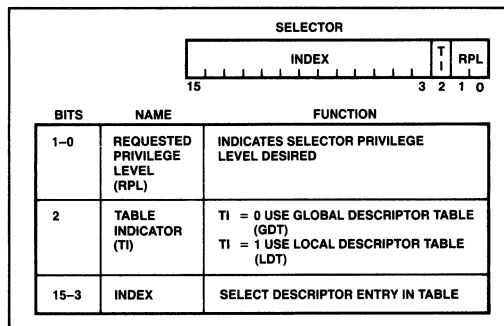 SELECTOR
INDEX
TI
RPL
15 3 2 1 0
BITS NAME FUNCTION
1–0 REQUESTED PRIVILEGE LEVEL (RPL) INDICATES SELECTOR PRIVILEGE LEVEL DESIRED
2 TABLE INDICATOR (TI) TI = 0 USE GLOBAL DESCRIPTOR TABLE (GDT)
TI = 1 USE LOCAL DESCRIPTOR TABLE (LDT)
15–3 INDEX SELECT DESCRIPTOR ENTRY IN TABLE